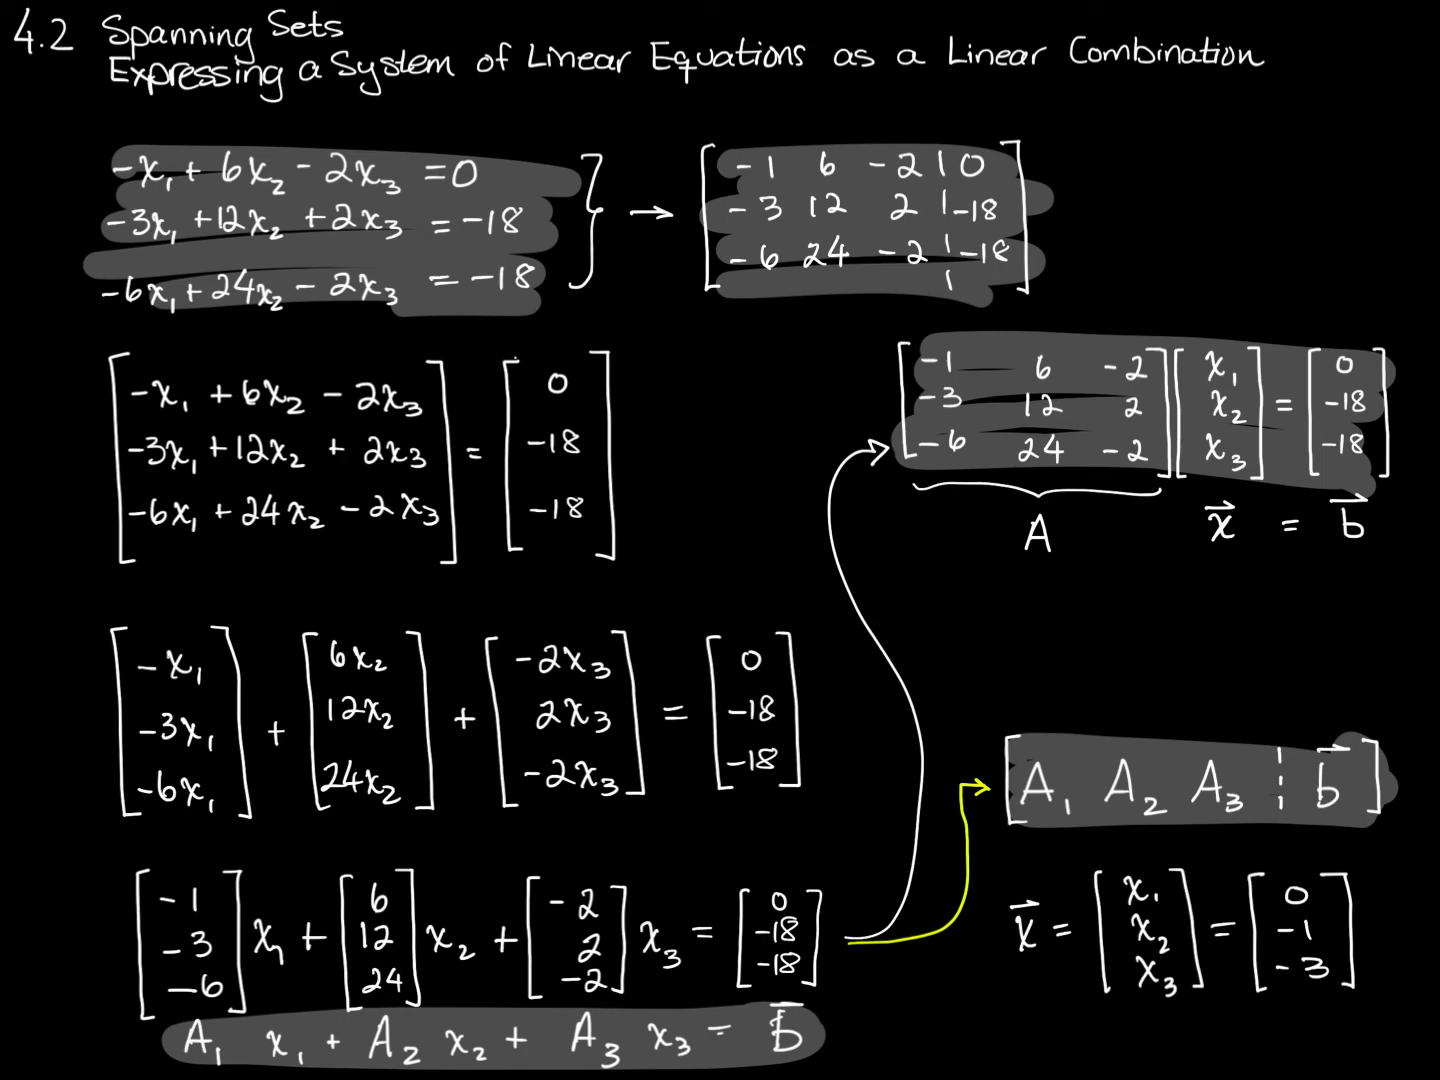 4.2 Spanning Sets
Expressing a System of Linear Equations as a Linear Combination
-x₁ + 6x₂ - 2x₃ = 0
-3x₁ + 12x₂ + 2x₃ = -18
-6x₁ + 24x₂ - 2x₃ = -18
} →
[ -1 6 -2 | 0
-3 12 2 | -18
-6 24 -2 | -18 ]
[ -x₁ + 6x₂ - 2x₃
-3x₁ + 12x₂ + 2x₃
-6x₁ + 24x₂ - 2x₃ ] = [ 0
-18
-18 ]
[ -1 6 -2
-3 12 2
-6 24 -2 ] [ x₁
x₂
x₃ ] = [ 0
-18
-18 ]
A x⃗ = b⃗
[ -x₁
-3x₁
-6x₁ ] + [ 6x₂
12x₂
24x₂ ] + [ -2x₃
2x₃
-2x₃ ] = [ 0
-18
-18 ]
[ A₁ A₂ A₃ ¦ b⃗ ]
[ -1
-3
-6 ] x₁ + [ 6
12
24 ] x₂ + [ -2
2
-2 ] x₃ = [ 0
-18
-18 ]
A₁ x₁ + A₂ x₂ + A₃ x₃ = b⃗
x⃗ = [ x₁
x₂
x₃ ] = [ 0
-1
-3 ]